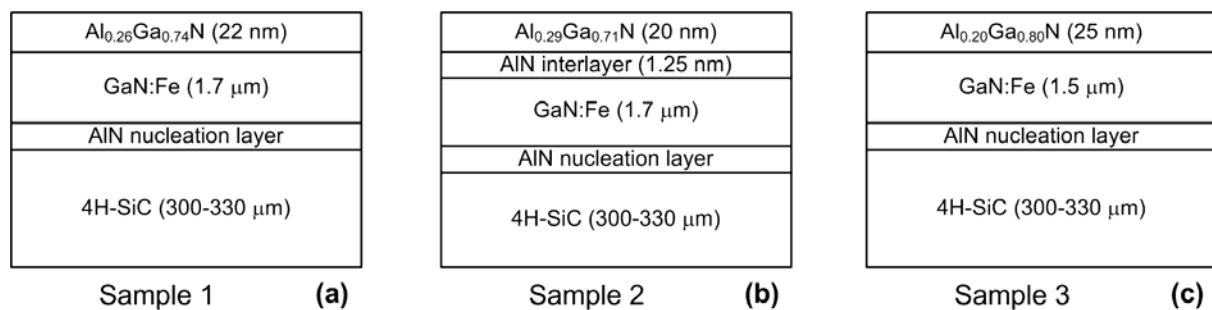 Al0.26Ga0.74N (22 nm)
GaN:Fe (1.7 μm)
AlN nucleation layer
4H-SiC (300-330 μm)
Sample 1 (a)
Al0.29Ga0.71N (20 nm)
AlN interlayer (1.25 nm)
GaN:Fe (1.7 μm)
AlN nucleation layer
4H-SiC (300-330 μm)
Sample 2 (b)
Al0.20Ga0.80N (25 nm)
GaN:Fe (1.5 μm)
AlN nucleation layer
4H-SiC (300-330 μm)
Sample 3 (c)